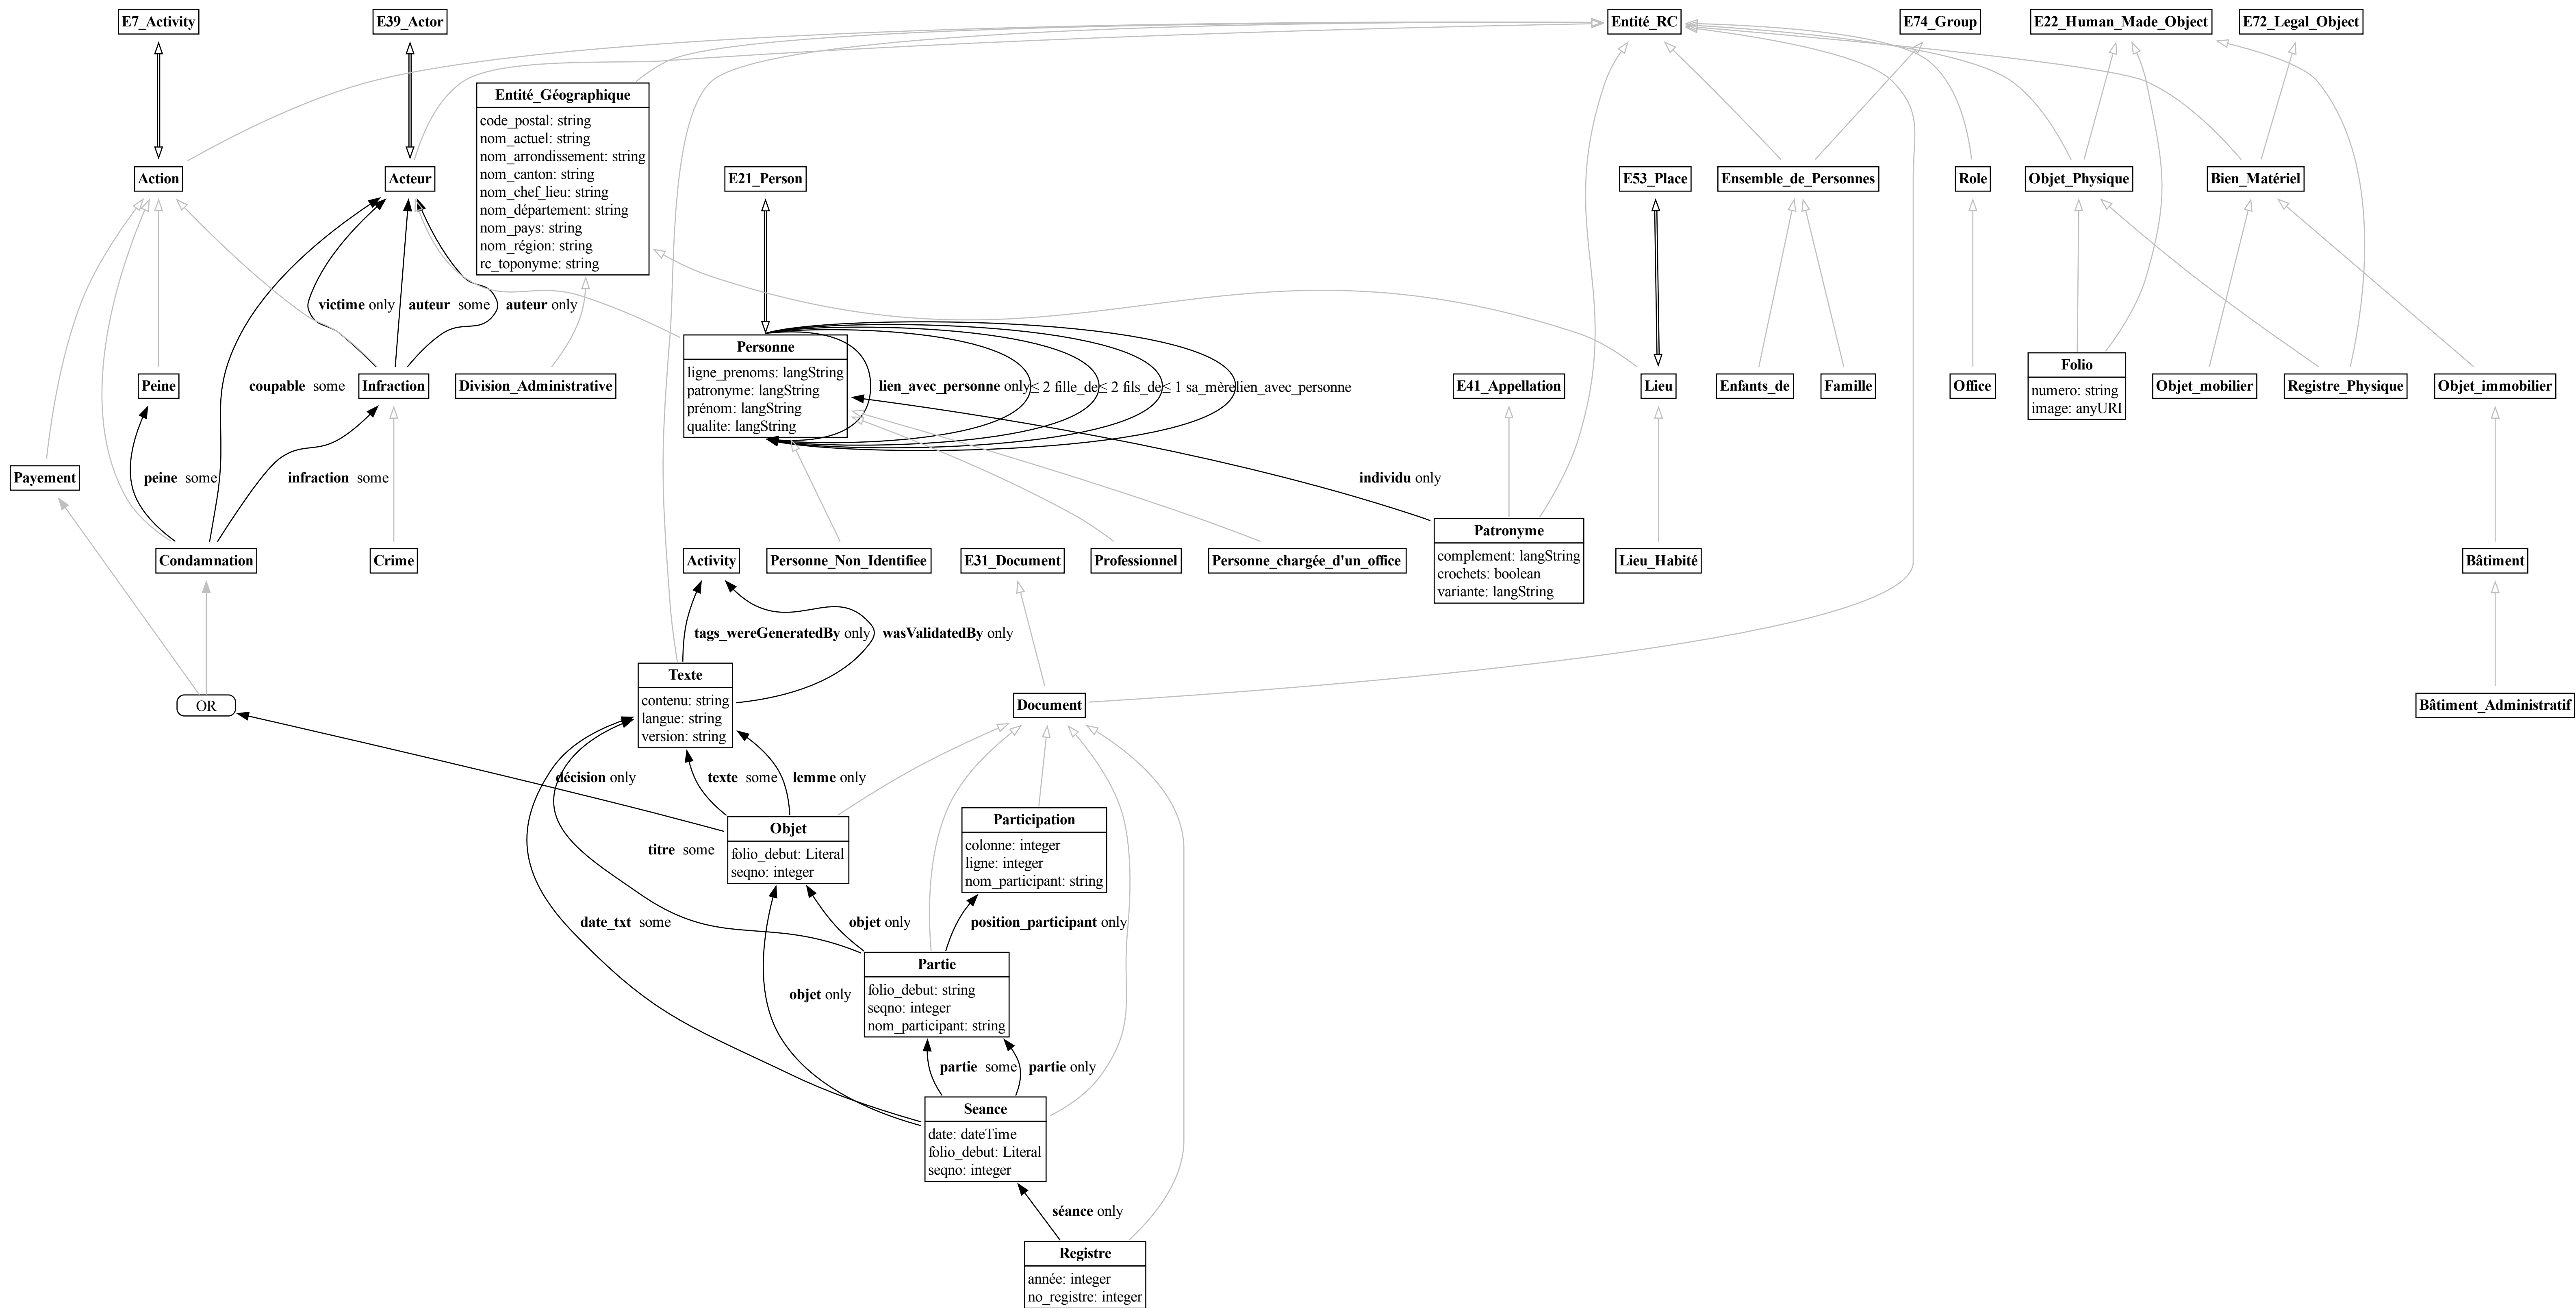 E7_Activity
E39_Actor
Entité_RC
E74_Group
E22_Human_Made_Object
E72_Legal_Object
Entité_Géographique
code_postal: string
nom_actuel: string
nom_arrondissement: string
nom_canton: string
nom_chef_lieu: string
nom_département: string
nom_pays: string
nom_région: string
rc_toponyme: string
Action
Acteur
E21_Person
E53_Place
Ensemble_de_Personnes
Role
Objet_Physique
Bien_Matériel
victime only
auteur some
auteur only
Personne
ligne_prenoms: langString
patronyme: langString
prénom: langString
qualite: langString
Peine
coupable some
Infraction
Division_Administrative
lien_avec_personne only
≤ 2 fille_de
≤ 2 fils_de
≤ 1 sa_mère
lien_avec_personne
E41_Appellation
Lieu
Enfants_de
Famille
Office
Folio
numero: string
image: anyURI
Objet_mobilier
Registre_Physique
Objet_immobilier
Payement
peine some
infraction some
individu only
Condamnation
Crime
Activity
Personne_Non_Identifiee
E31_Document
Professionnel
Personne_chargée_d'un_office
Patronyme
complement: langString
crochets: boolean
variante: langString
Lieu_Habité
Bâtiment
tags_wereGeneratedBy only
wasValidatedBy only
OR
Texte
contenu: string
langue: string
version: string
Document
Bâtiment_Administratif
décision only
texte some
lemme only
titre some
Objet
folio_debut: Literal
seqno: integer
Participation
colonne: integer
ligne: integer
nom_participant: string
date_txt some
objet only
position_participant only
objet only
Partie
folio_debut: string
seqno: integer
nom_participant: string
partie some
partie only
Seance
date: dateTime
folio_debut: Literal
seqno: integer
séance only
Registre
année: integer
no_registre: integer